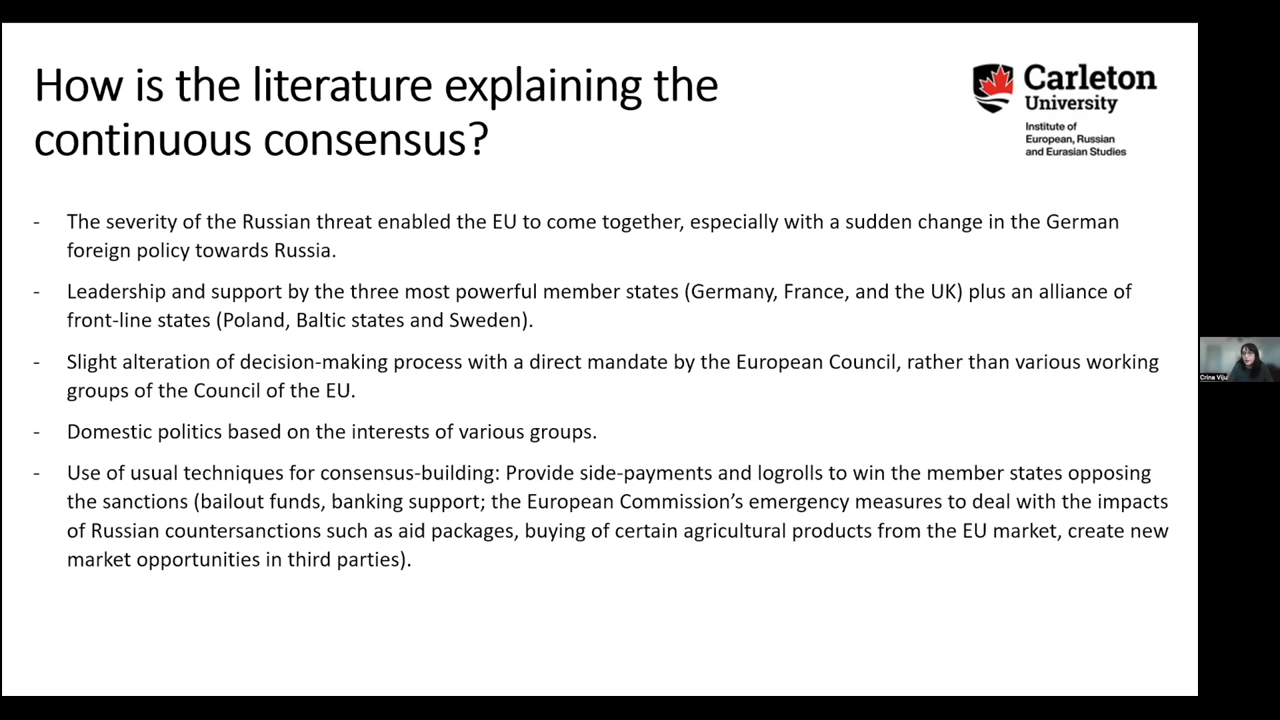 How is the literature explaining the
continuous consensus?
Carleton
University
Institute of
European, Russian
and Eurasian Studies
- The severity of the Russian threat enabled the EU to come together, especially with a sudden change in the German
foreign policy towards Russia.
- Leadership and support by the three most powerful member states (Germany, France, and the UK) plus an alliance of
front-line states (Poland, Baltic states and Sweden).
- Slight alteration of decision-making process with a direct mandate by the European Council, rather than various working
groups of the Council of the EU.
- Domestic politics based on the interests of various groups.
- Use of usual techniques for consensus-building: Provide side-payments and logrolls to win the member states opposing
the sanctions (bailout funds, banking support; the European Commission’s emergency measures to deal with the impacts
of Russian countersanctions such as aid packages, buying of certain agricultural products from the EU market, create new
market opportunities in third parties).
Crina Viju